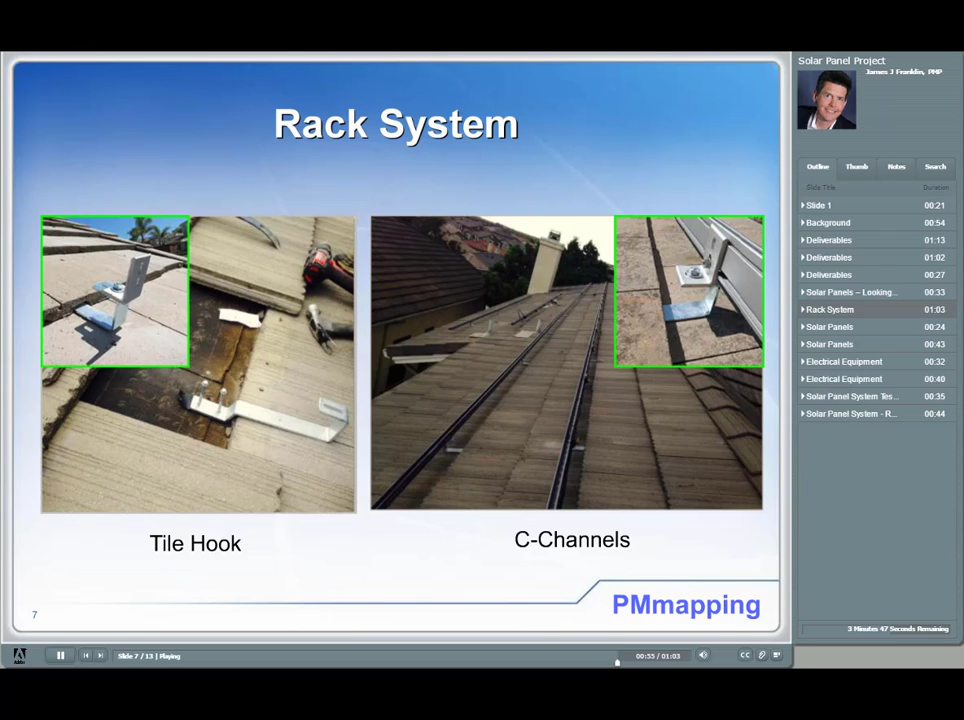 Rack System
Tile Hook
C-Channels
7
PMmapping
Solar Panel Project
James J Franklin, PMP
Outline Thumb Notes Search
Slide Title Duration
Slide 1 00:21
Background 00:54
Deliverables 01:13
Deliverables 01:02
Deliverables 00:27
Solar Panels – Looking... 00:33
Rack System 01:03
Solar Panels 00:24
Solar Panels 00:43
Electrical Equipment 00:32
Electrical Equipment 00:40
Solar Panel System Tes... 00:35
Solar Panel System - R... 00:44
3 Minutes 47 Seconds Remaining
Adobe
Slide 7 / 13 | Playing
00:55 / 01:03
CC